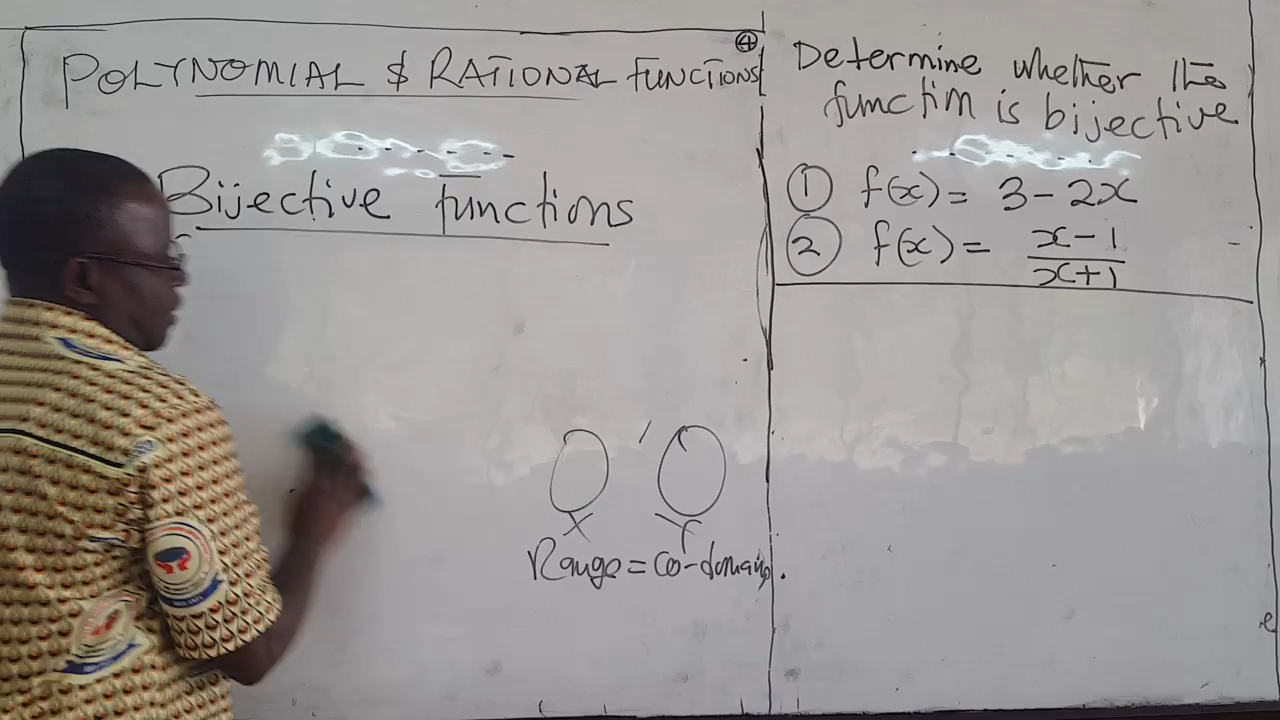 ④
POLYNOMIAL & RATIONAL FUNCTIONS
Bijective functions
X Y
Range = Co-domain.
Determine whether the
function is bijective
① f(x) = 3 - 2x
② f(x) = x - 1
x + 1